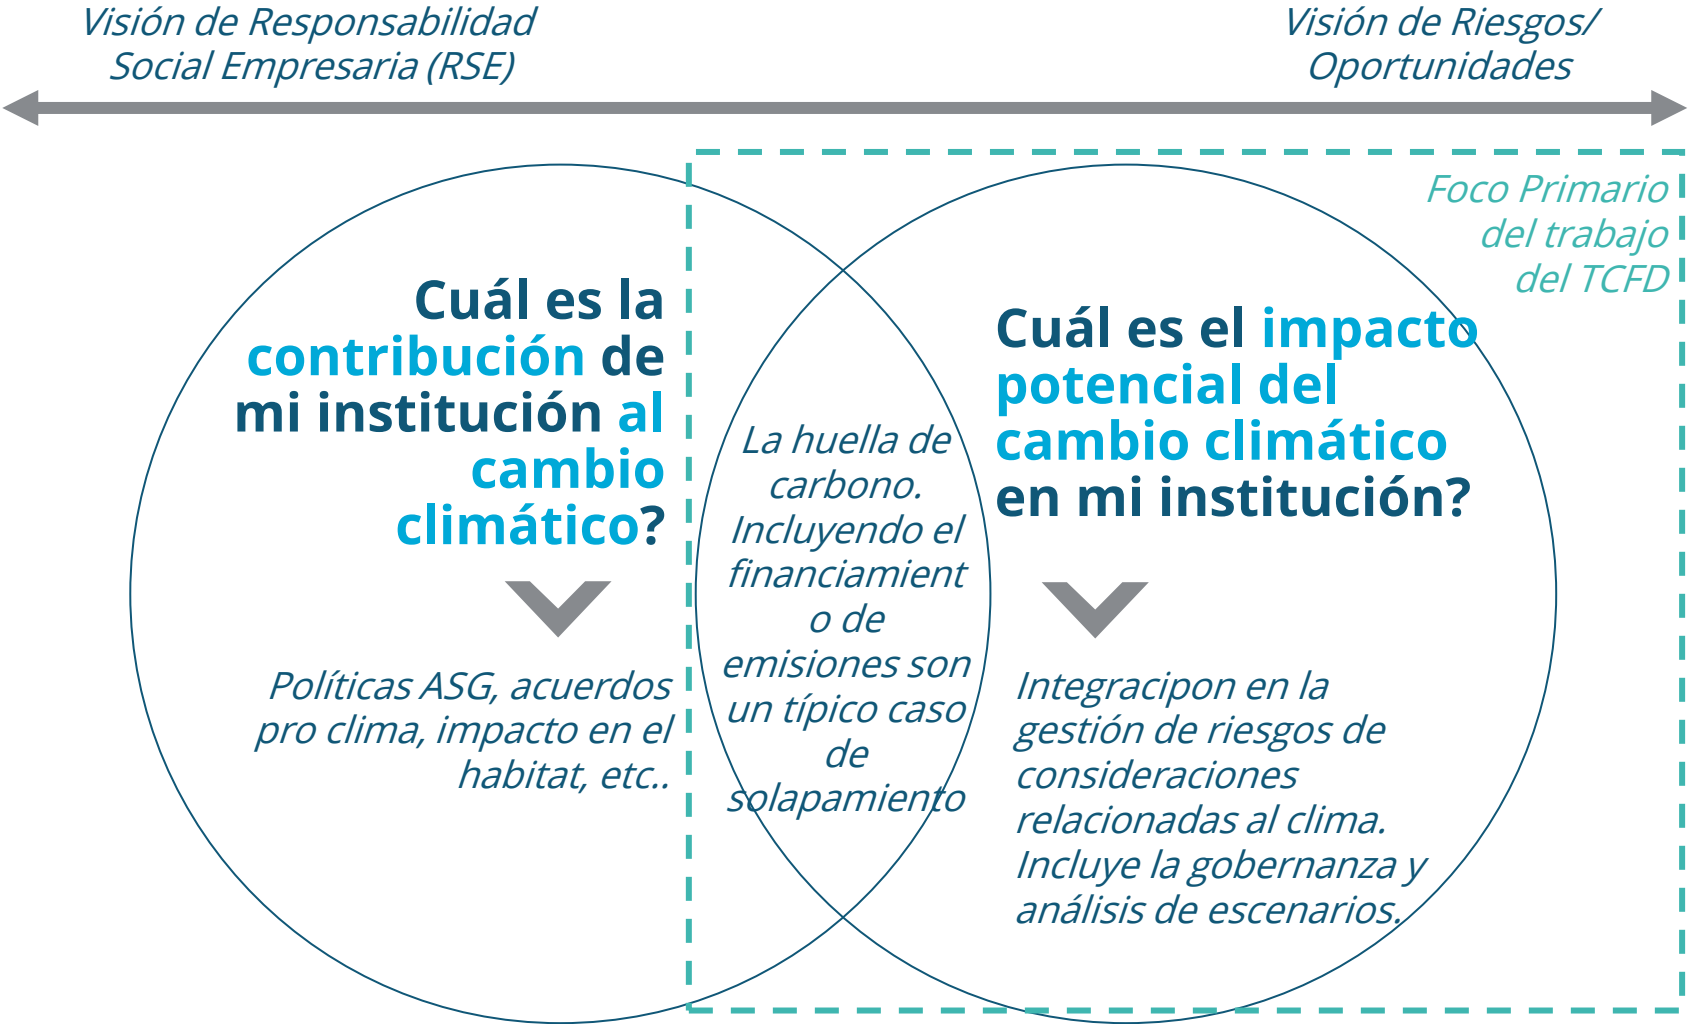 Visión de Responsabilidad
Social Empresaria (RSE)
Visión de Riesgos/
Oportunidades
Foco Primario
del trabajo
del TCFD
Cuál es la
contribución de
mi institución al
cambio
climático?
Políticas ASG, acuerdos
pro clima, impacto en el
habitat, etc..
La huella de
carbono.
Incluyendo el
financiamient
o de
emisiones son
un típico caso
de
solapamiento
Cuál es el impacto
potencial del
cambio climático
en mi institución?
Integracipon en la
gestión de riesgos de
consideraciones
relacionadas al clima.
Incluye la gobernanza y
análisis de escenarios.